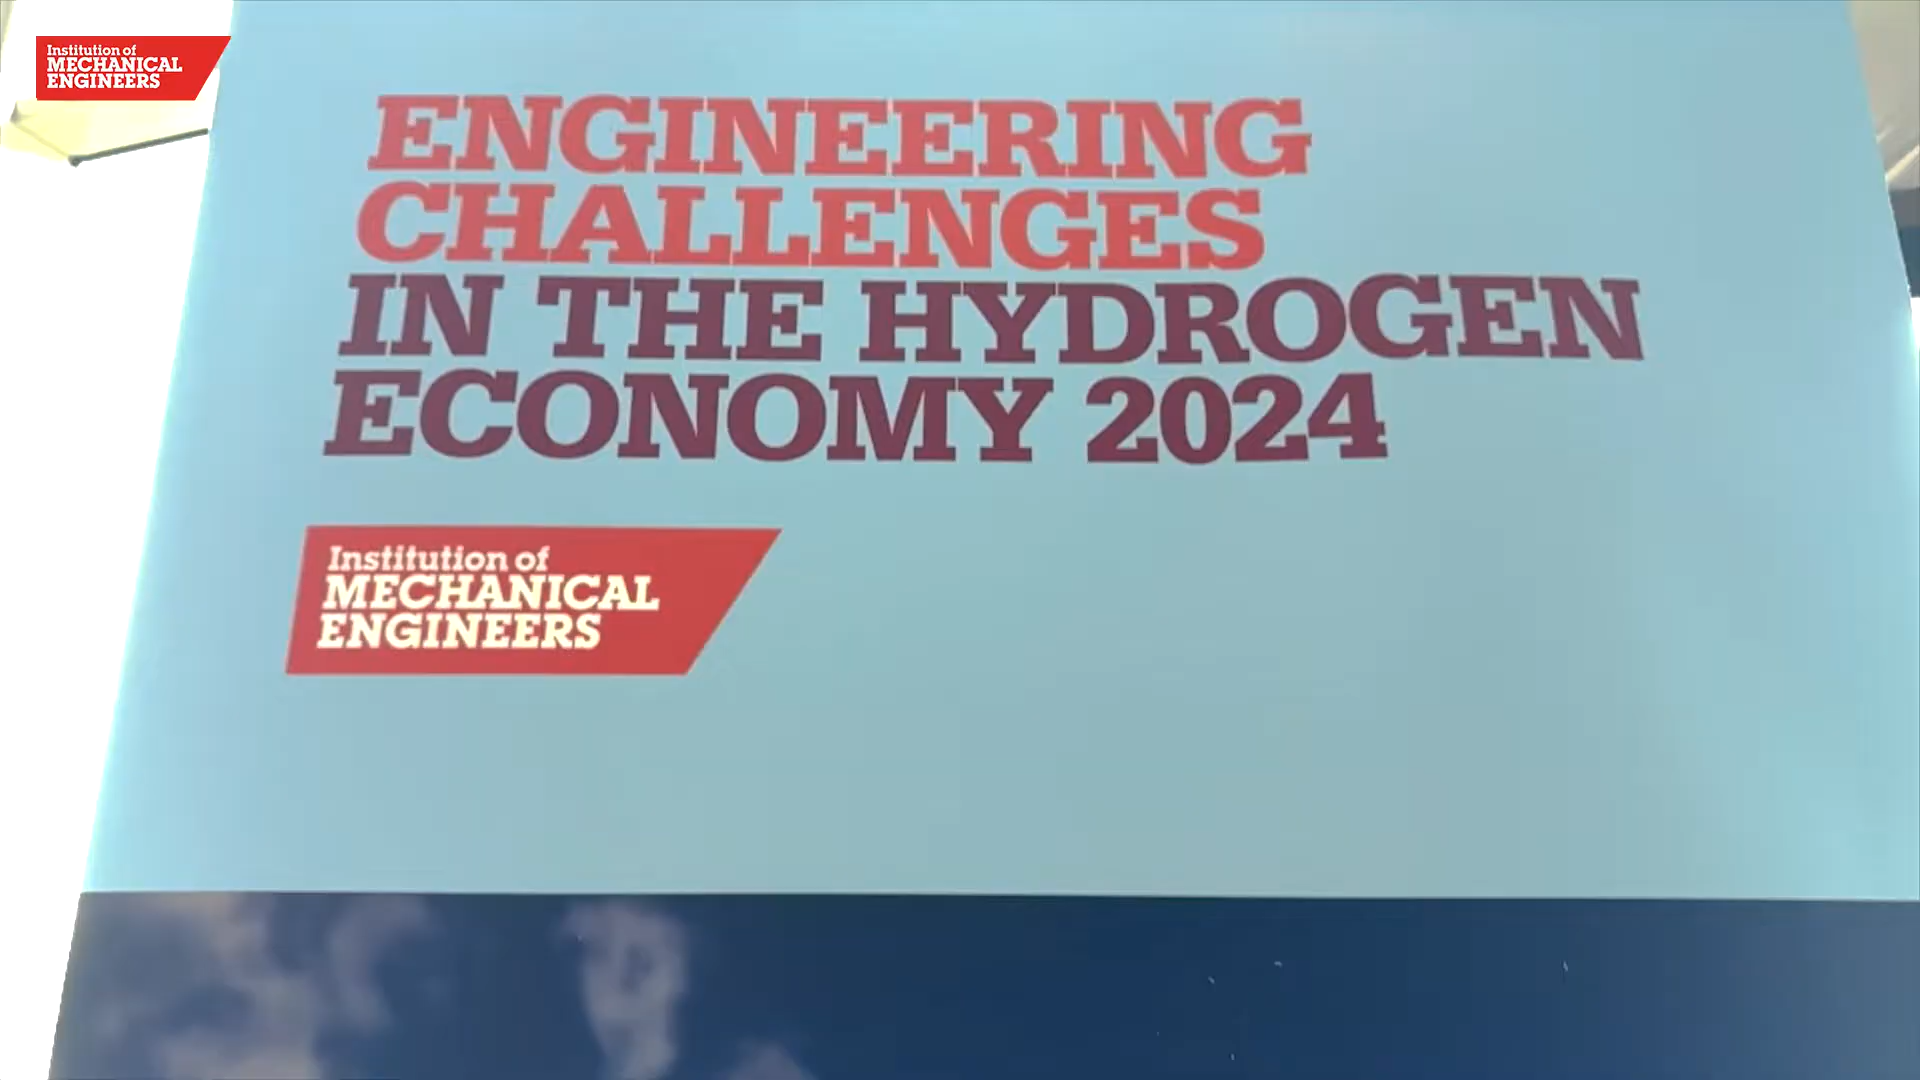 Institution of
MECHANICAL
ENGINEERS
ENGINEERING
CHALLENGES
IN THE HYDROGEN
ECONOMY 2024
Institution of
MECHANICAL
ENGINEERS